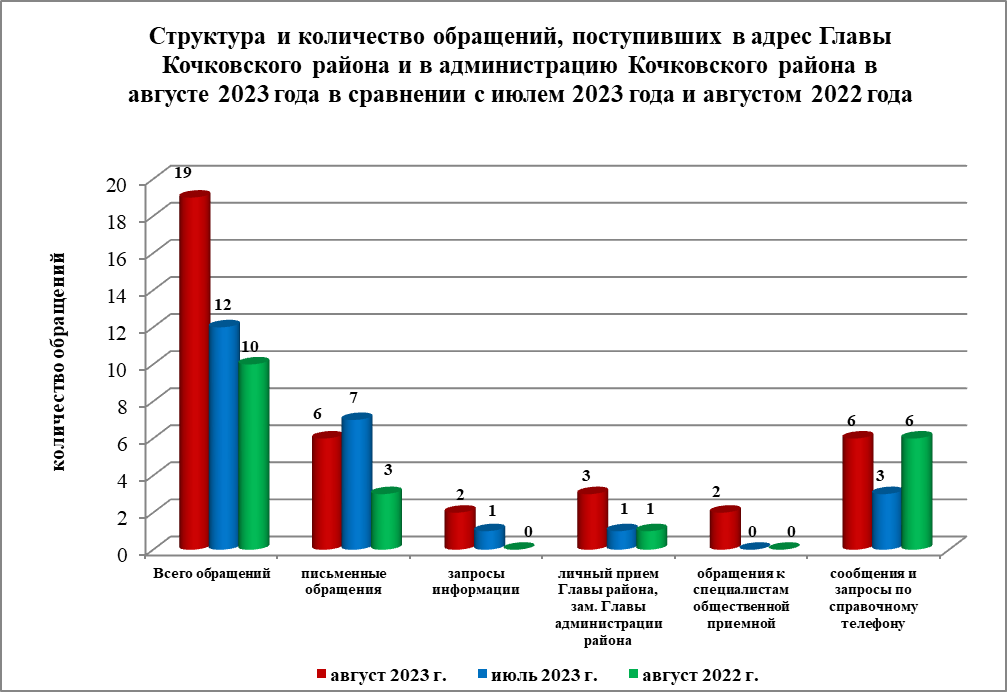 Структура и количество обращений, поступивших в адрес Главы
Кочковского района и в администрацию Кочковского района в
августе 2023 года в сравнении с июлем 2023 года и августом 2022 года
количество обращений
20
18
16
14
12
10
8
6
4
2
0
19
12
10
6
7
3
2
1
0
3
1
1
2
0
0
6
3
6
Всего обращений
письменные
обращения
запросы
информации
личный прием
Главы района,
зам. Главы
администрации
района
обращения к
специалистам
общественной
приемной
сообщения и
запросы по
справочному
телефону
август 2023 г.
июль 2023 г.
август 2022 г.